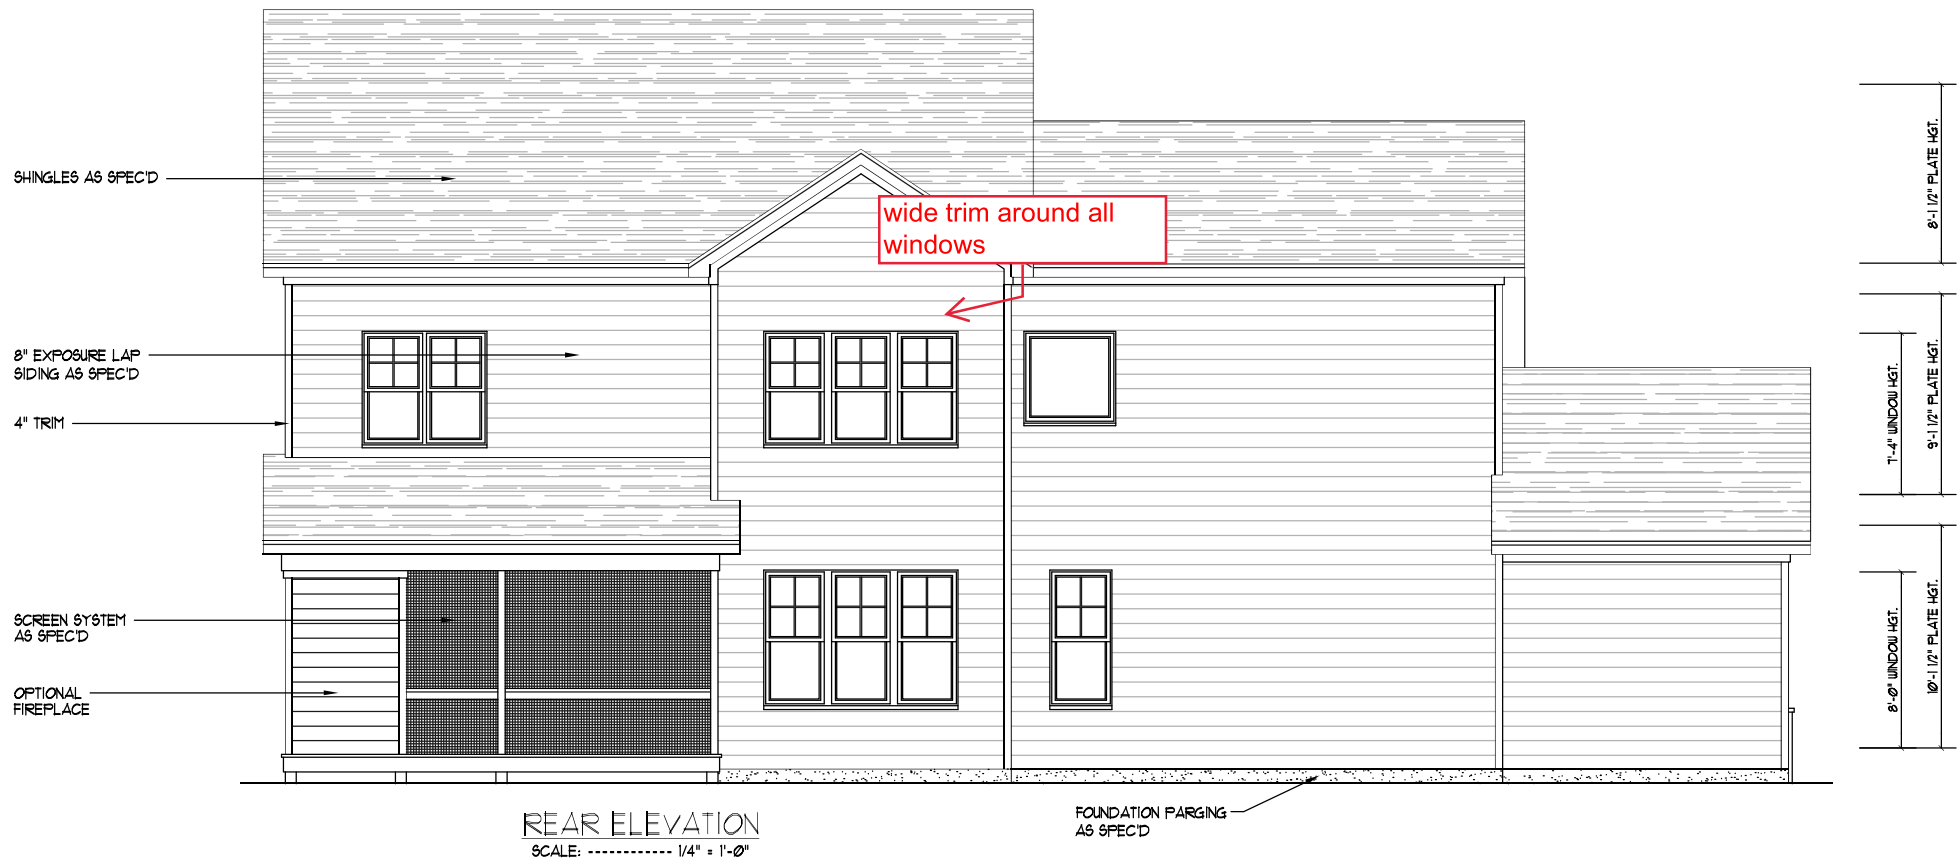 SHINGLES AS SPEC'D
wide trim around all
windows
8" EXPOSURE LAP
SIDING AS SPEC'D
4" TRIM
SCREEN SYSTEM
AS SPEC'D
OPTIONAL
FIREPLACE
8'-1 1/2" PLATE HGT.
7'-4" WINDOW HGT.
9'-1 1/2" PLATE HGT.
8'-0" WINDOW HGT.
10'-1 1/2" PLATE HGT.
FOUNDATION PARGING
AS SPEC'D
REAR ELEVATION
SCALE: ------------ 1/4" = 1'-0"